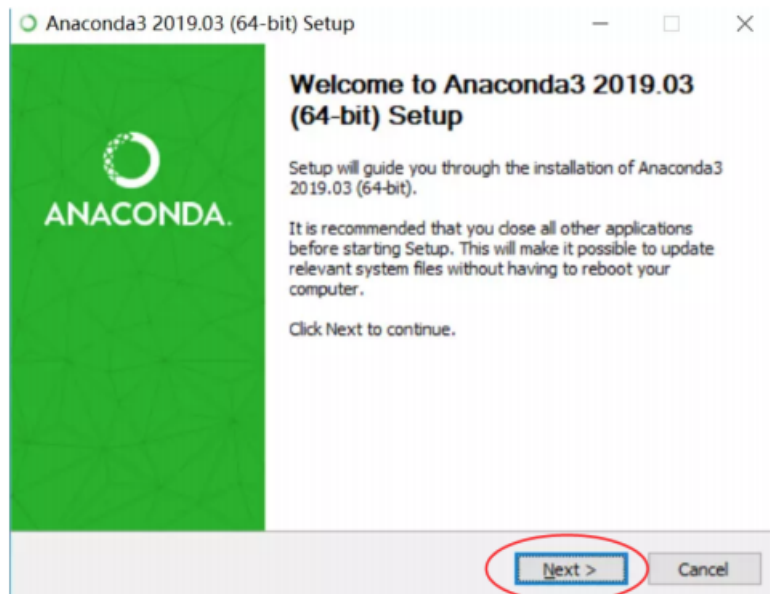 Anaconda3 2019.03 (64-bit) Setup
Welcome to Anaconda3 2019.03
(64-bit) Setup
Setup will guide you through the installation of Anaconda3
2019.03 (64-bit).
It is recommended that you close all other applications
before starting Setup. This will make it possible to update
relevant system files without having to reboot your
computer.
Click Next to continue.
ANACONDA.
Next >
Cancel